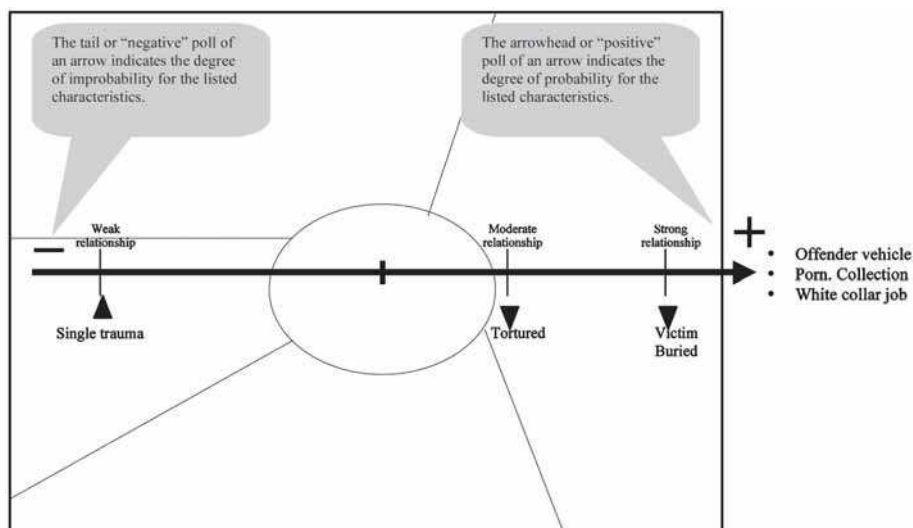 The tail or “negative” poll of
an arrow indicates the degree
of improbability for the listed
characteristics.
The arrowhead or “positive”
poll of an arrow indicates the
degree of probability for the
listed characteristics.
Weak
relationship
Moderate
relationship
Strong
relationship
−
+
• Offender vehicle
• Porn. Collection
• White collar job
Single trauma
Tortured
Victim
Buried